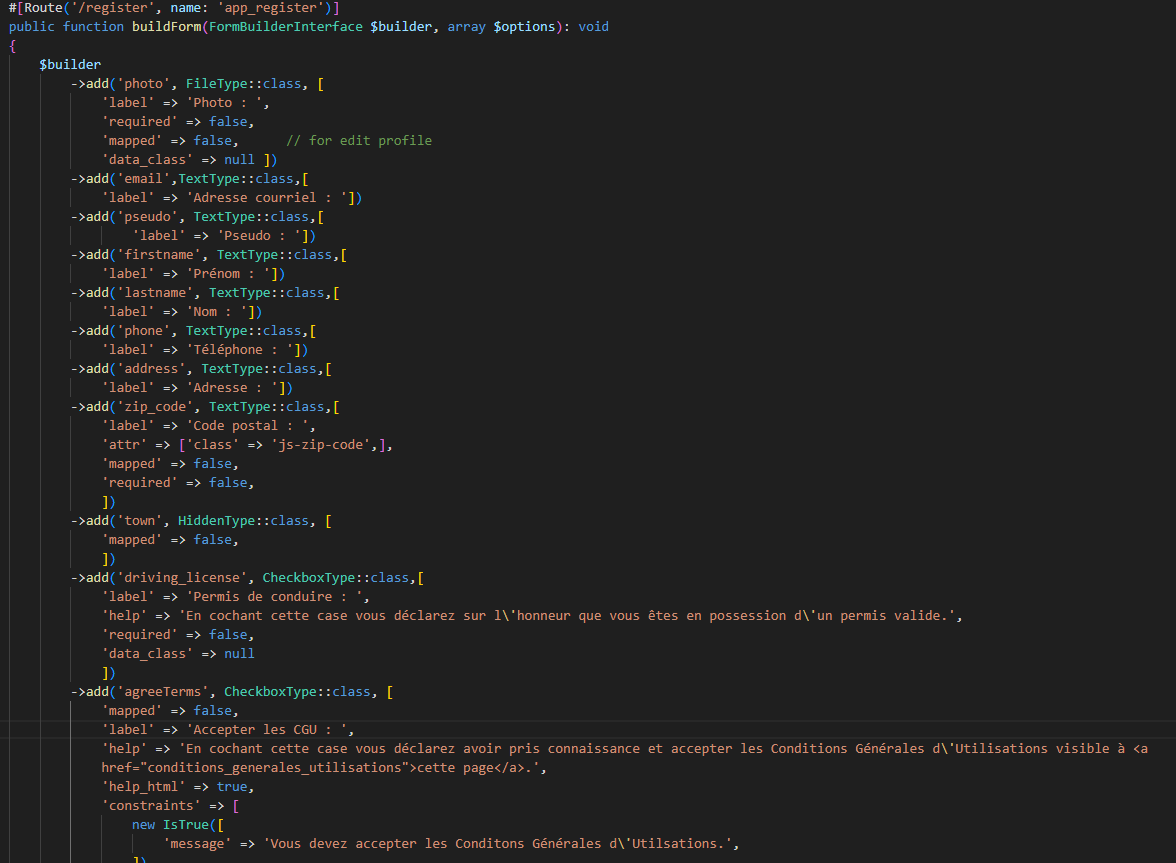 #[Route('/register', name: 'app_register')]
public function buildForm(FormBuilderInterface $builder, array $options): void
{
$builder
->add('photo', FileType::class, [
'label' => 'Photo : ',
'required' => false,
'mapped' => false,      // for edit profile
'data_class' => null ])
->add('email',TextType::class,[
'label' => 'Adresse courriel : '])
->add('pseudo', TextType::class,[
'label' => 'Pseudo : '])
->add('firstname', TextType::class,[
'label' => 'Prénom : '])
->add('lastname', TextType::class,[
'label' => 'Nom : '])
->add('phone', TextType::class,[
'label' => 'Téléphone : '])
->add('address', TextType::class,[
'label' => 'Adresse : '])
->add('zip_code', TextType::class,[
'label' => 'Code postal : ',
'attr' => ['class' => 'js-zip-code',],
'mapped' => false,
'required' => false,
])
->add('town', HiddenType::class, [
'mapped' => false,
])
->add('driving_license', CheckboxType::class,[
'label' => 'Permis de conduire : ',
'help' => 'En cochant cette case vous déclarez sur l\'honneur que vous êtes en possession d\'un permis valide.',
'required' => false,
'data_class' => null
])
->add('agreeTerms', CheckboxType::class, [
'mapped' => false,
'label' => 'Accepter les CGU : ',
'help' => 'En cochant cette case vous déclarez avoir pris connaissance et accepter les Conditions Générales d\'Utilisations visible à <a
href="conditions_generales_utilisations">cette page</a>.',
'help_html' => true,
'constraints' => [
new IsTrue([
'message' => 'Vous devez accepter les Conditons Générales d\'Utilsations.',
])